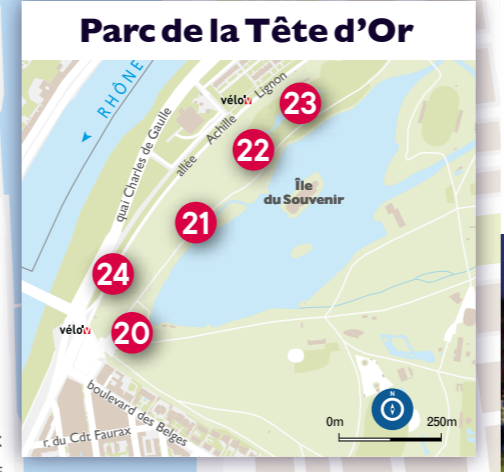 Parc de la Tête d'Or
RHÔNE
quai Charles de Gaulle
vélo'v
allée Achille Lignon
23
22
Île
du Souvenir
21
24
vélo'v
20
boulevard des Belges
r. du Cdt Faurax
N
0m 250m